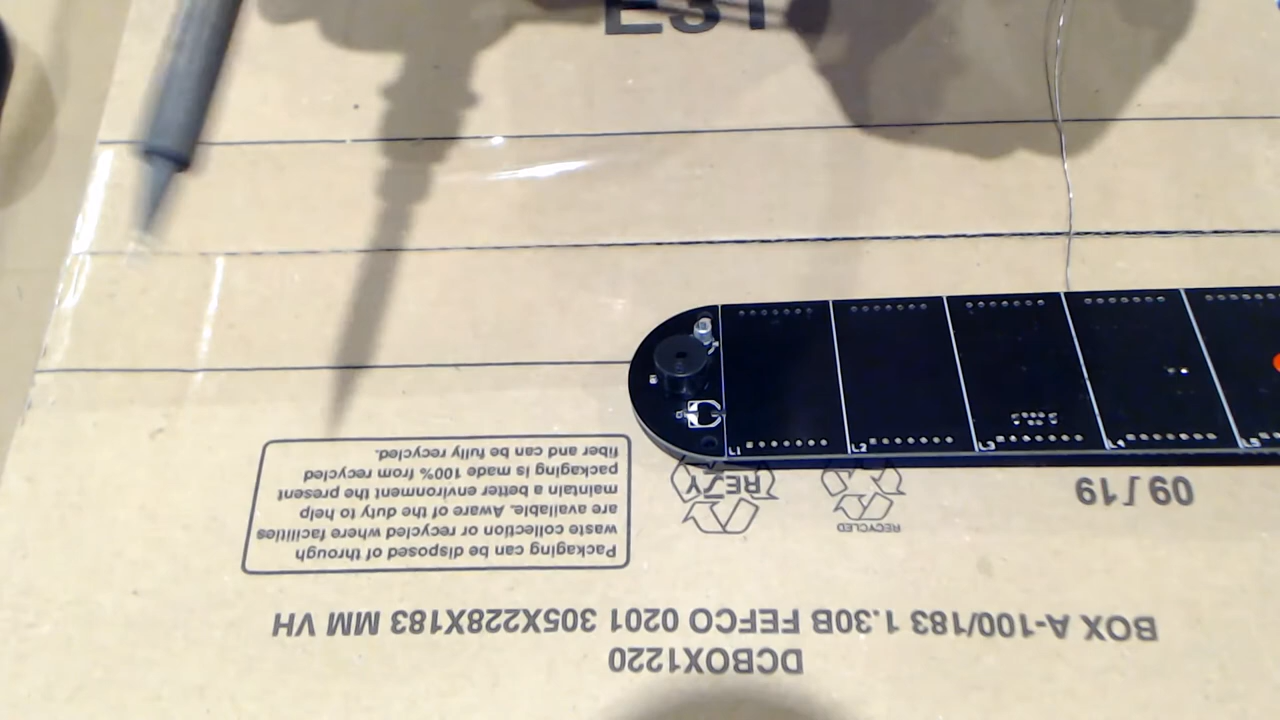 E31
L1
L2
L3
L4
L5
Packaging can be disposed of through
waste collection or recycled where facilities
are available. Aware of the duty to help
maintain a better environment the present
packaging is made 100% from recycled
fiber and can be fully recycled.
RESY
RECYCLED
09/19
BOX A-100/183 1.30B FEFCO 0201 305X228X183 MM VH
DCBOX1220